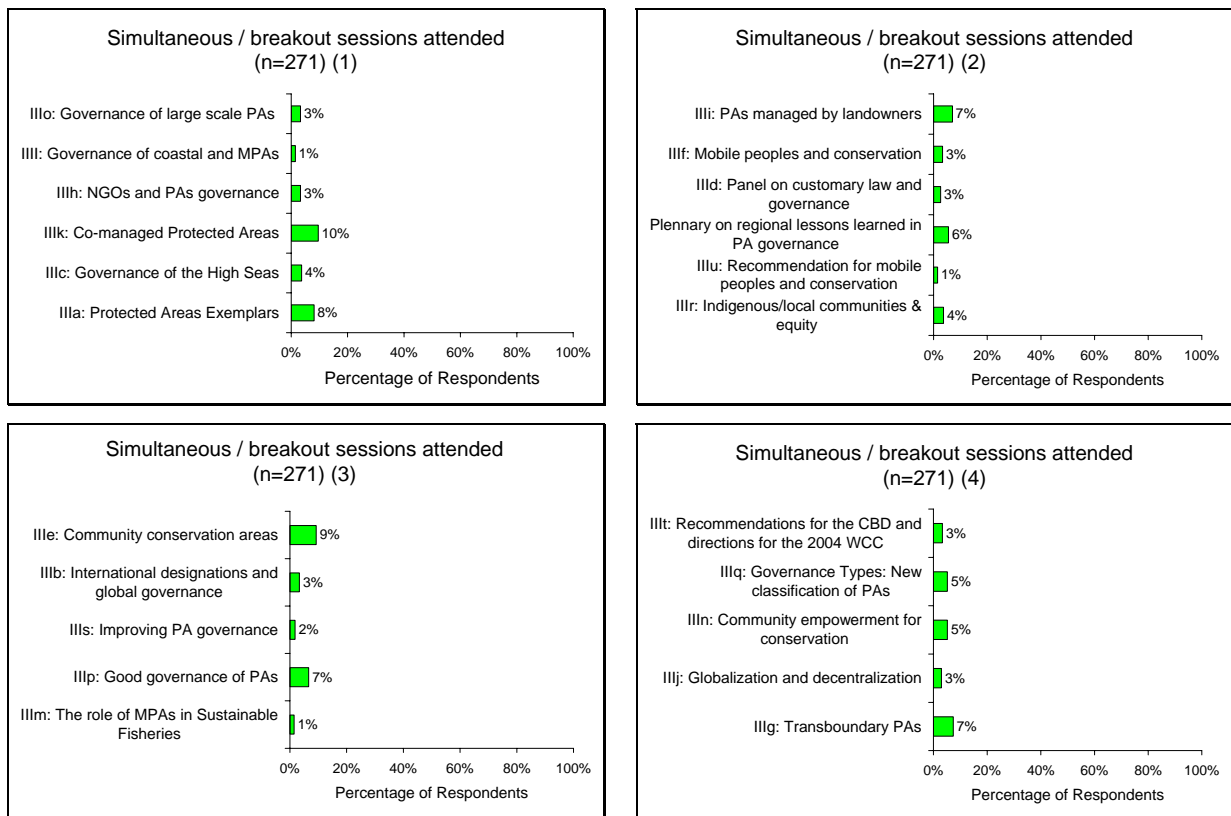 Simultaneous / breakout sessions attended
(n=271) (1)
IIIo: Governance of large scale PAs
3%
IIIl: Governance of coastal and MPAs
1%
IIIh: NGOs and PAs governance
3%
IIIk: Co-managed Protected Areas
10%
IIIc: Governance of the High Seas
4%
IIIa: Protected Areas Exemplars
8%
0% 20% 40% 60% 80% 100%
Percentage of Respondents
Simultaneous / breakout sessions attended
(n=271) (2)
IIIi: PAs managed by landowners
7%
IIIf: Mobile peoples and conservation
3%
IIId: Panel on customary law and
governance
3%
Plennary on regional lessons learned in
PA governance
6%
IIIu: Recommendation for mobile
peoples and conservation
1%
IIIr: Indigenous/local communities &
equity
4%
0% 20% 40% 60% 80% 100%
Percentage of Respondents
Simultaneous / breakout sessions attended
(n=271) (3)
IIIe: Community conservation areas
9%
IIIb: International designations and
global governance
3%
IIIs: Improving PA governance
2%
IIIp: Good governance of PAs
7%
IIIm: The role of MPAs in Sustainable
Fisheries
1%
0% 20% 40% 60% 80% 100%
Percentage of Respondents
Simultaneous / breakout sessions attended
(n=271) (4)
IIIt: Recommendations for the CBD and
directions for the 2004 WCC
3%
IIIq: Governance Types: New
classification of PAs
5%
IIIn: Community empowerment for
conservation
5%
IIIj: Globalization and decentralization
3%
IIIg: Transboundary PAs
7%
0% 20% 40% 60% 80% 100%
Percentage of Respondents